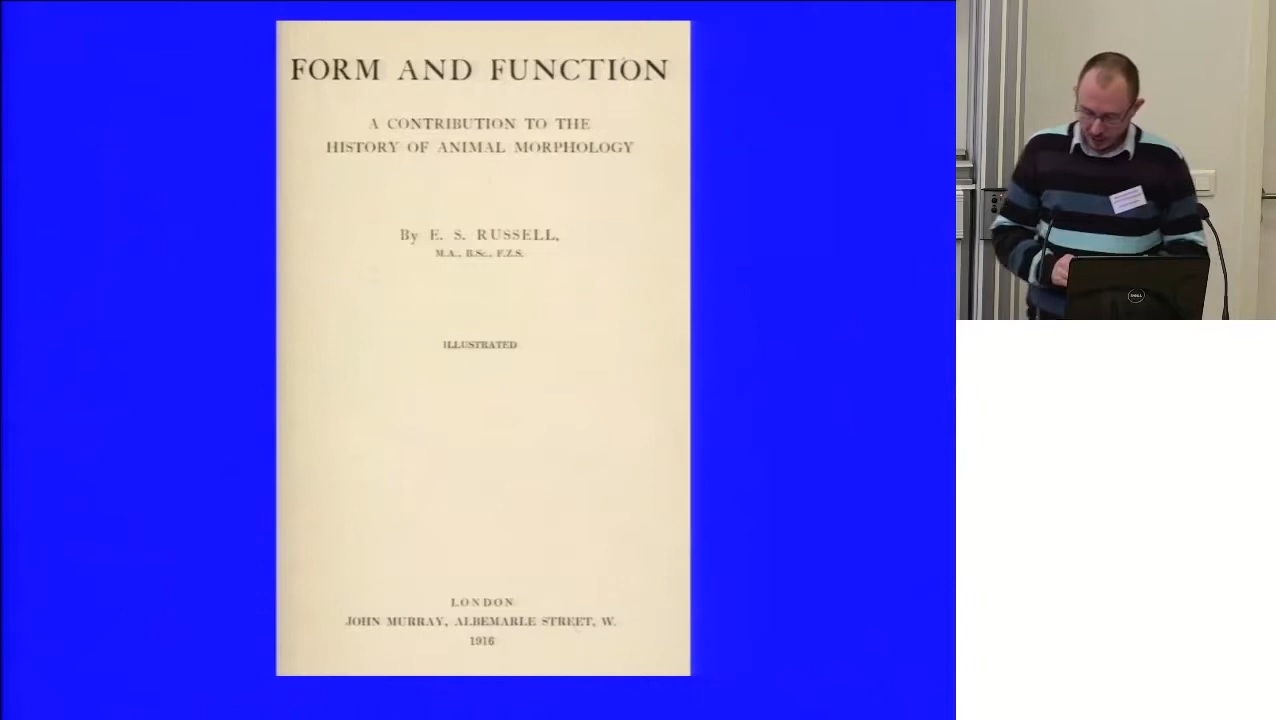 FORM AND FUNCTION
A CONTRIBUTION TO THE
HISTORY OF ANIMAL MORPHOLOGY
By E. S. RUSSELL,
M.A., B.Sc., F.Z.S.
ILLUSTRATED
LONDON
JOHN MURRAY, ALBEMARLE STREET, W.
1916
DELL